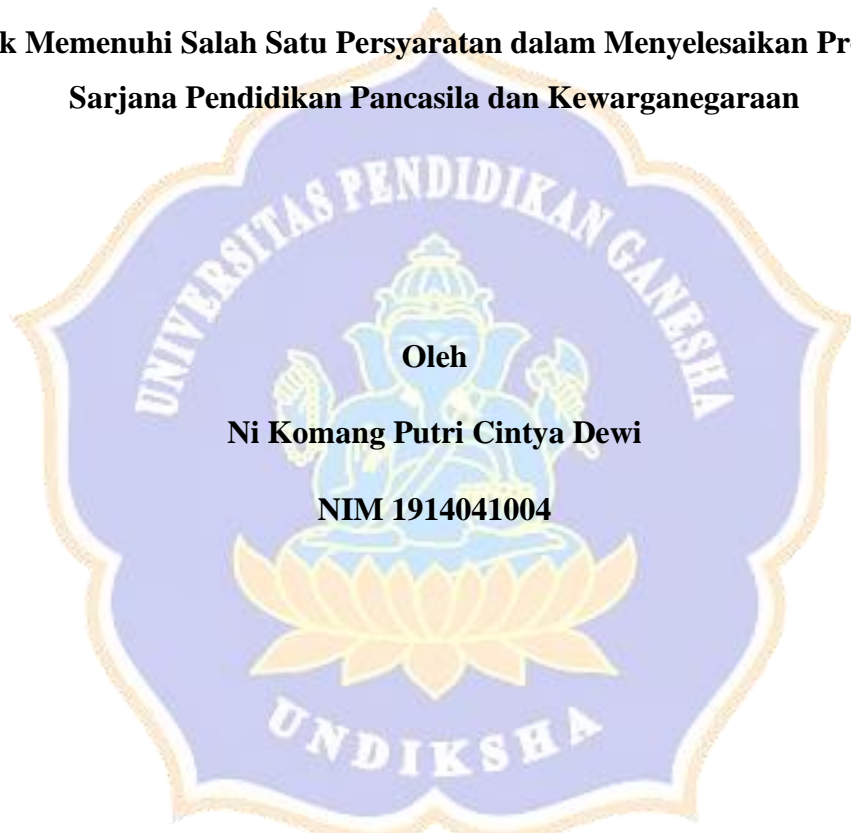 k Memenuhi Salah Satu Persyaratan dalam Menyelesaikan Pr
Sarjana Pendidikan Pancasila dan Kewarganegaraan
UNIVERSITAS PENDIDIKAN GANESHA
Oleh
Ni Komang Putri Cintya Dewi
NIM 1914041004
UNDIKSHA